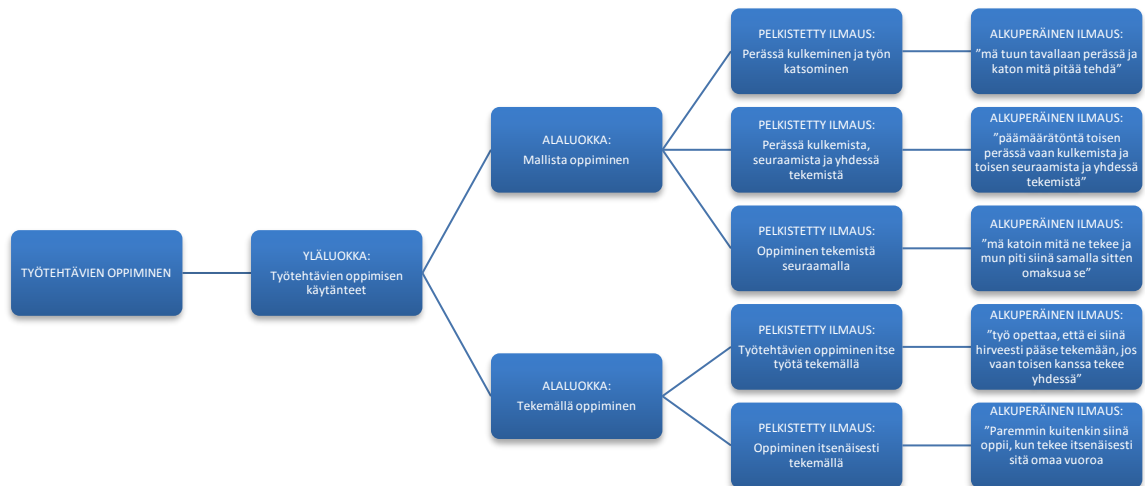 TYÖTEHTÄVIEN OPPIMINEN
YLÄLUOKKA:
Työtehtävien oppimisen
käytänteet
ALALUOKKA:
Mallista oppiminen
PELKISTETTY ILMAUS:
Perässä kulkeminen ja työn
katsominen
ALKUPERÄINEN ILMAUS:
”mä tuun tavallaan perässä ja
katon mitä pitää tehdä”
PELKISTETTY ILMAUS:
Perässä kulkemista,
seuraamista ja yhdessä
tekemistä
ALKUPERÄINEN ILMAUS:
”päämäärätöntä toisen
perässä vaan kulkemista ja
toisen seuraamista ja yhdessä
tekemistä”
PELKISTETTY ILMAUS:
Oppiminen tekemistä
seuraamalla
ALKUPERÄINEN ILMAUS:
”mä katoin mitä ne tekee ja
mun piti siinä samalla sitten
omaksua se”
ALALUOKKA:
Tekemällä oppiminen
PELKISTETTY ILMAUS:
Työtehtävien oppiminen itse
työtä tekemällä
ALKUPERÄINEN ILMAUS:
”työ opettaa, että ei siinä
hirveesti pääse tekemään, jos
vaan toisen kanssa tekee
yhdessä”
PELKISTETTY ILMAUS:
Oppiminen itsenäisesti
tekemällä
ALKUPERÄINEN ILMAUS:
”Paremmin kuitenkin siinä
oppii, kun tekee itsenäisesti
sitä omaa vuoroa